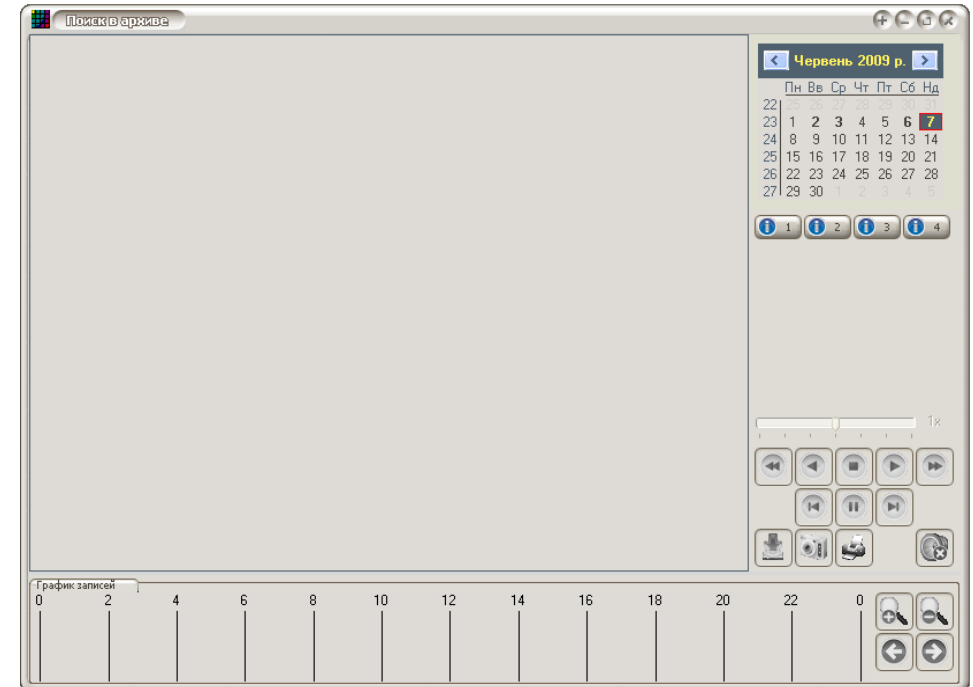 Поиск в архиве
Червень 2009 р.
Пн Вв Ср Чт Пт Сб Нд
22 25 26 27 28 29 30 31
23 1 2 3 4 5 6 7
24 8 9 10 11 12 13 14
25 15 16 17 18 19 20 21
26 22 23 24 25 26 27 28
27 29 30 1 2 3 4 5
1 2 3 4
1x
График записей
0 2 4 6 8 10 12 14 16 18 20 22 0